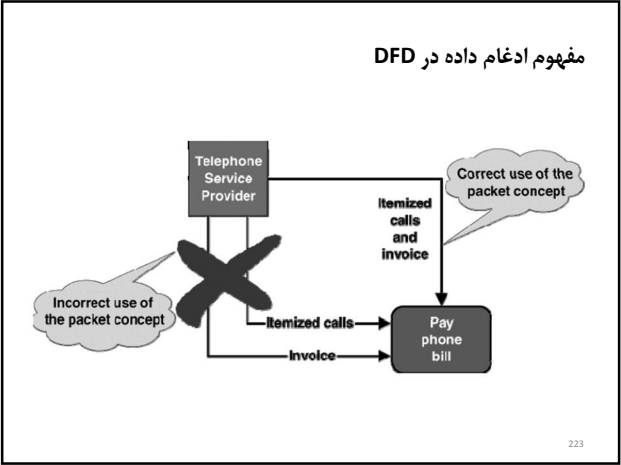 مفهوم ادغام داده در DFD
Telephone
Service
Provider
Correct use of the
packet concept
Itemized
calls
and
invoice
Incorrect use of
the packet concept
Itemized calls
Invoice
Pay
phone
bill
223